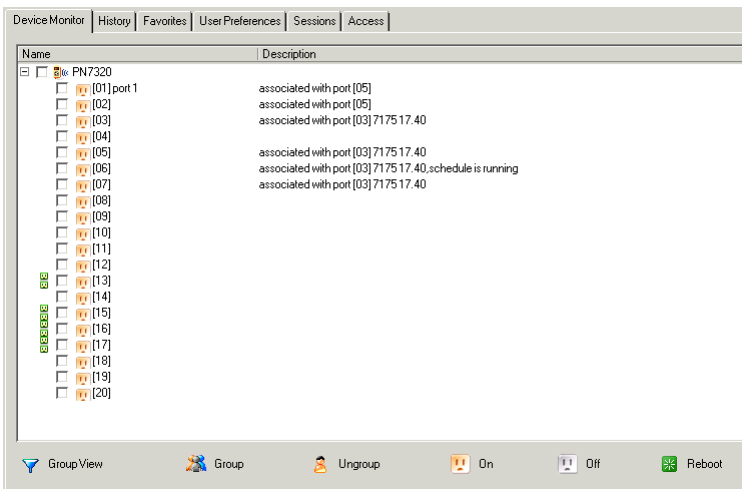 Device Monitor History Favorites User Preferences Sessions Access
Name Description
PN7320
[01] port 1 associated with port [05]
[02] associated with port [05]
[03] associated with port [03] 7175 17.40
[04]
[05] associated with port [03] 7175 17.40
[06] associated with port [03] 7175 17.40,schedule is running
[07] associated with port [03] 7175 17.40
[08]
[09]
[10]
[11]
[12]
[13]
[14]
[15]
[16]
[17]
[18]
[19]
[20]
Group View Group Ungroup On Off Reboot